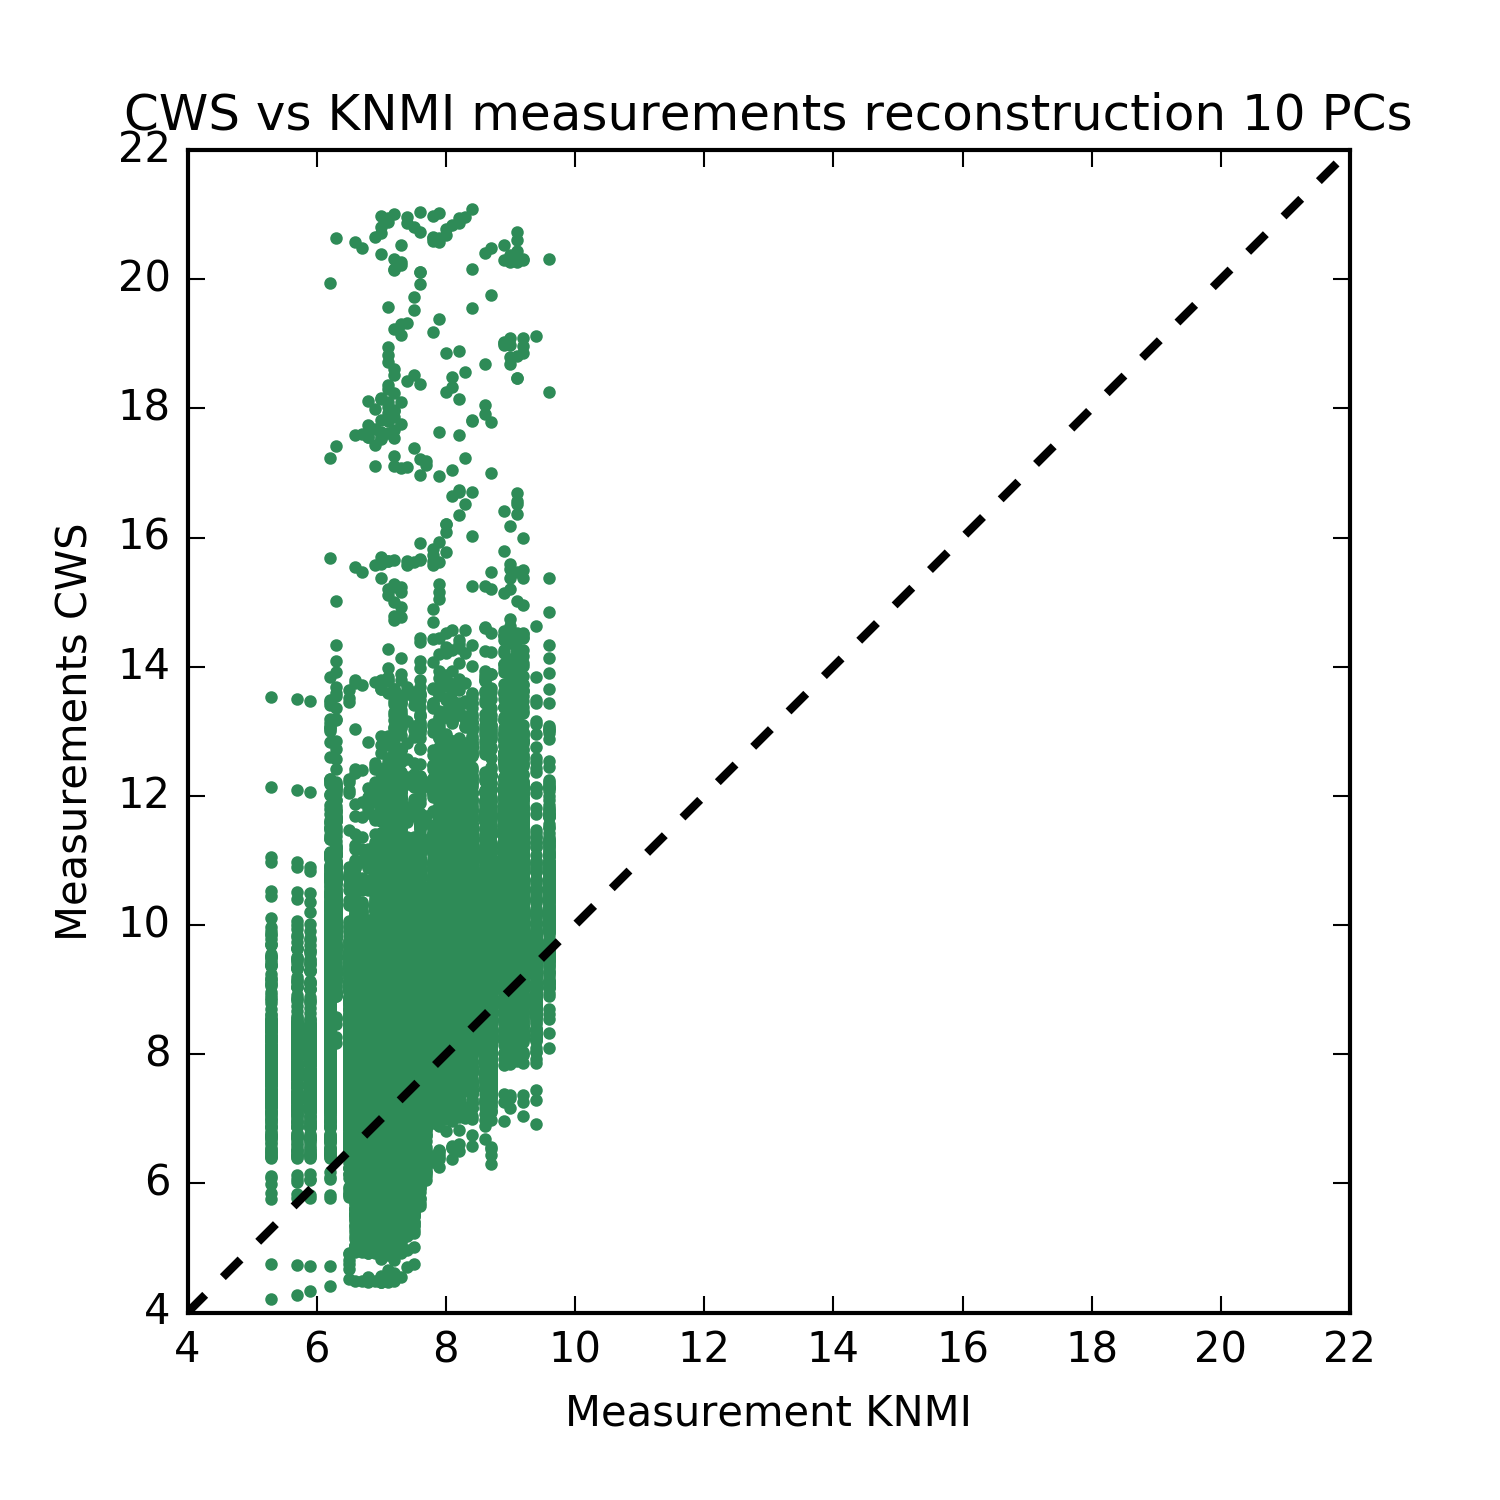 CWS vs KNMI measurements reconstruction 10 PCs
22
20
18
16
14
12
10
8
6
4
Measurements CWS
4 6 8 10 12 14 16 18 20 22
Measurement KNMI